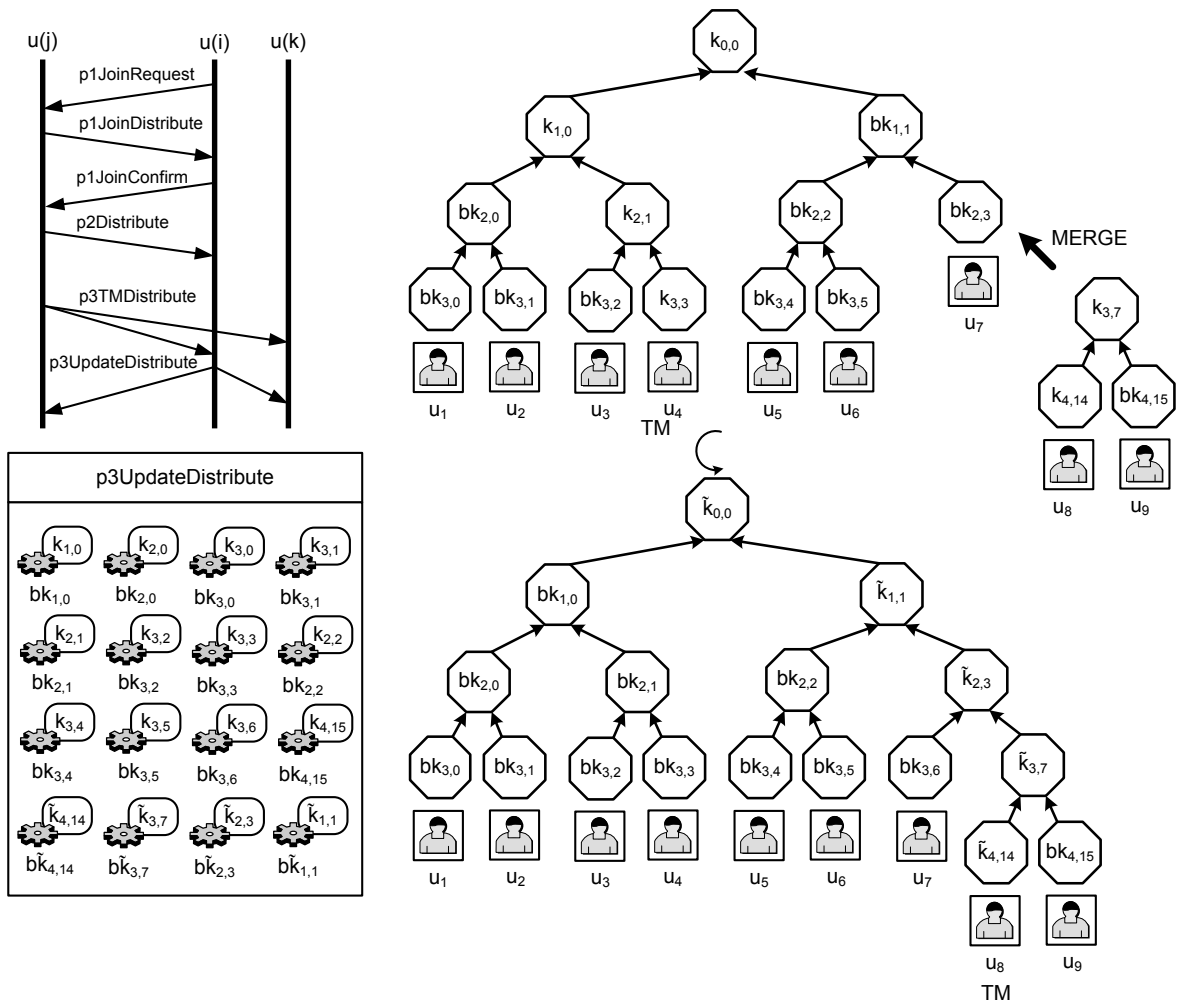 u(j) u(i) u(k)
p1JoinRequest
p1JoinDistribute
p1JoinConfirm
p2Distribute
p3TMDistribute
p3UpdateDistribute
k0,0
k1,0 bk1,1
bk2,0 k2,1 bk2,2 bk2,3
MERGE
bk3,0 bk3,1 bk3,2 k3,3 bk3,4 bk3,5
u7
k3,7
k4,14 bk4,15
u1 u2 u3 u4 u5 u6
TM
u8 u9
p3UpdateDistribute
k1,0 k2,0 k3,0 k3,1
bk1,0 bk2,0 bk3,0 bk3,1
k2,1 k3,2 k3,3 k2,2
bk2,1 bk3,2 bk3,3 bk2,2
k3,4 k3,5 k3,6 k4,15
bk3,4 bk3,5 bk3,6 bk4,15
k̃4,14 k̃3,7 k̃2,3 k̃1,1
bk̃4,14 bk̃3,7 bk̃2,3 bk̃1,1
k̃0,0
bk1,0 k̃1,1
bk2,0 bk2,1 bk2,2 k̃2,3
bk3,0 bk3,1 bk3,2 bk3,3 bk3,4 bk3,5 bk3,6 k̃3,7
k̃4,14 bk4,15
u1 u2 u3 u4 u5 u6 u7
u8 u9
TM